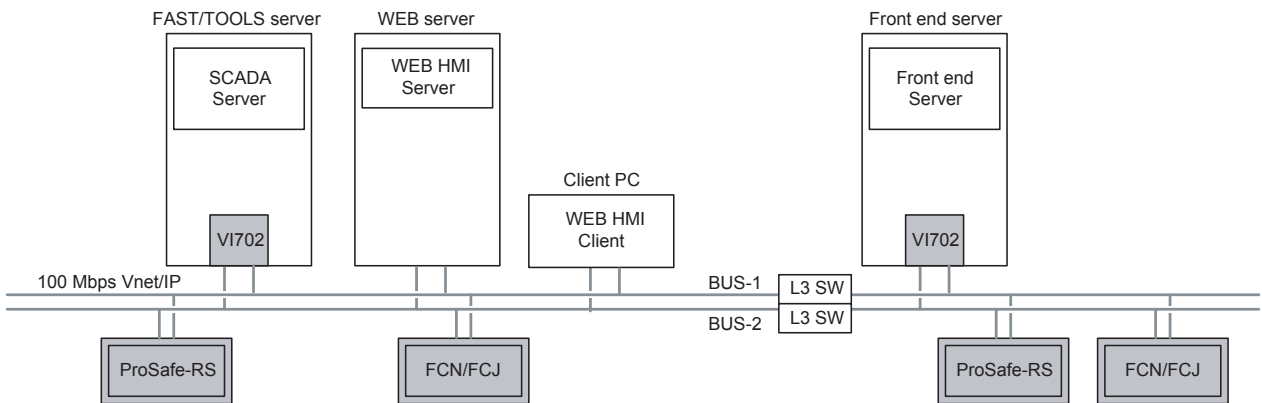 FAST/TOOLS server
WEB server
Front end server
SCADA
Server
WEB HMI
Server
Front end
Server
Client PC
WEB HMI
Client
VI702
VI702
100 Mbps Vnet/IP
BUS-1
L3 SW
BUS-2
L3 SW
ProSafe-RS
FCN/FCJ
ProSafe-RS
FCN/FCJ